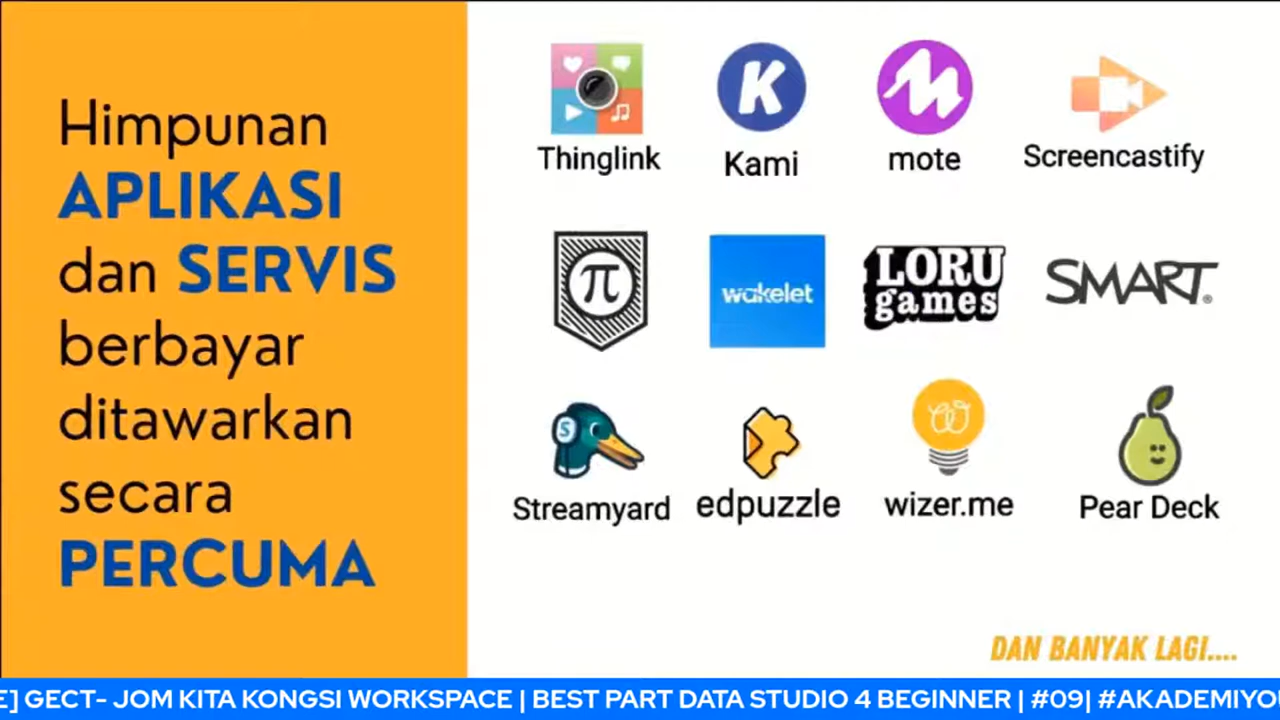 Himpunan
APLIKASI
dan SERVIS
berbayar
ditawarkan
secara
PERCUMA
Thinglink
Kami
mote
Screencastify
π
wakelet
LORU
games
SMART®
S
Streamyard
edpuzzle
wizer.me
Pear Deck
DAN BANYAK LAGI....
E] GECT- JOM KITA KONGSI WORKSPACE | BEST PART DATA STUDIO 4 BEGINNER | #09| #AKADEMIYO